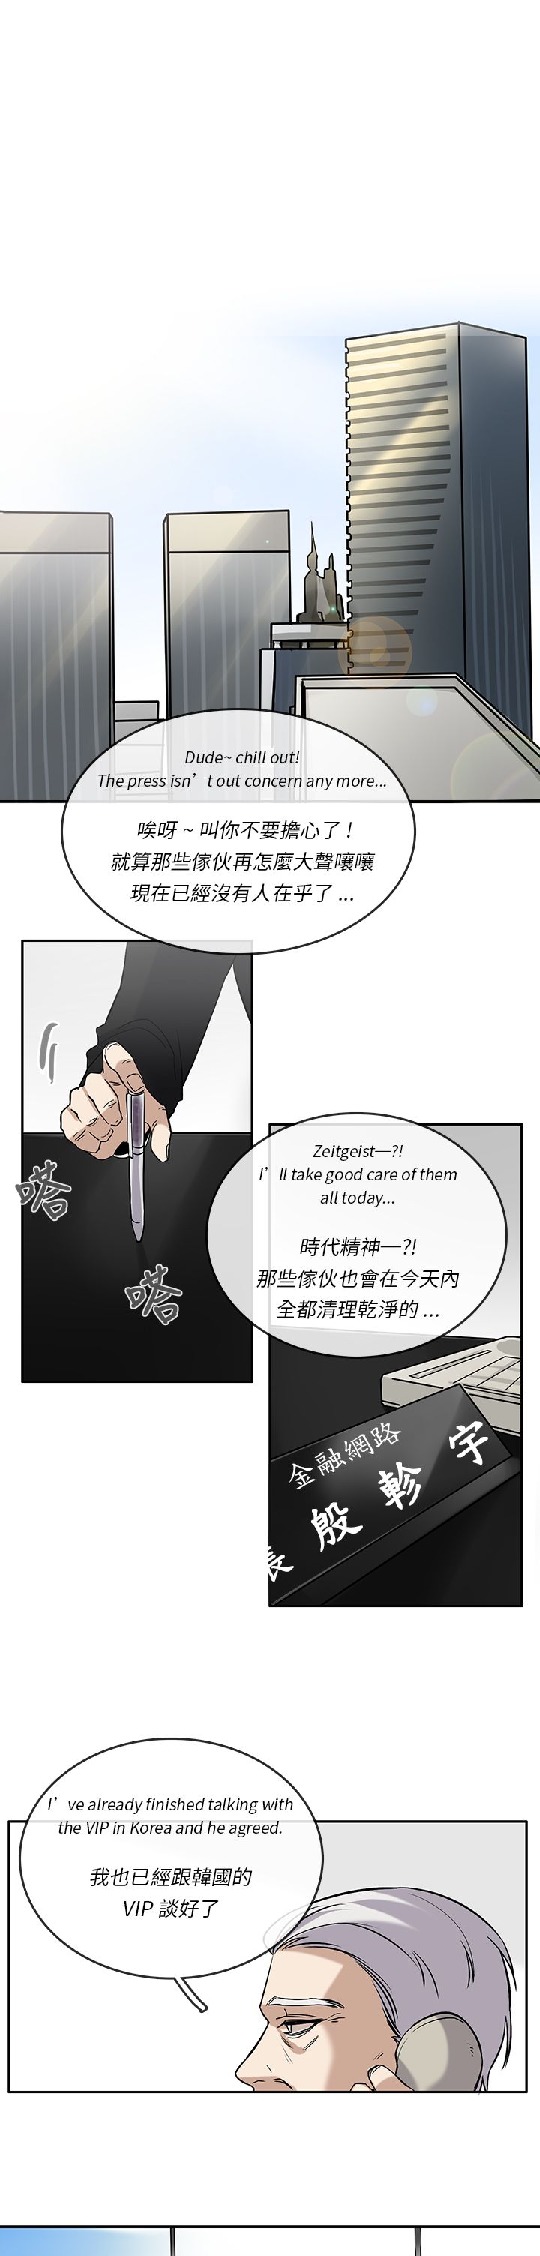 Dude~ chill out!
The press isn't out concern any more...
唉呀~叫你不要擔心了!
就算那些傢伙再怎麼大聲嚷嚷
現在已經沒有人在乎了...
嗒
嗒
Zeitgeist—?!
I'll take good care of them
all today...
時代精神—?!
那些傢伙也會在今天內
全都清理乾淨的...
金融網路
長 殷 軫 宇
I've already finished talking with
the VIP in Korea and he agreed.
我也已經跟韓國的
VIP 談好了